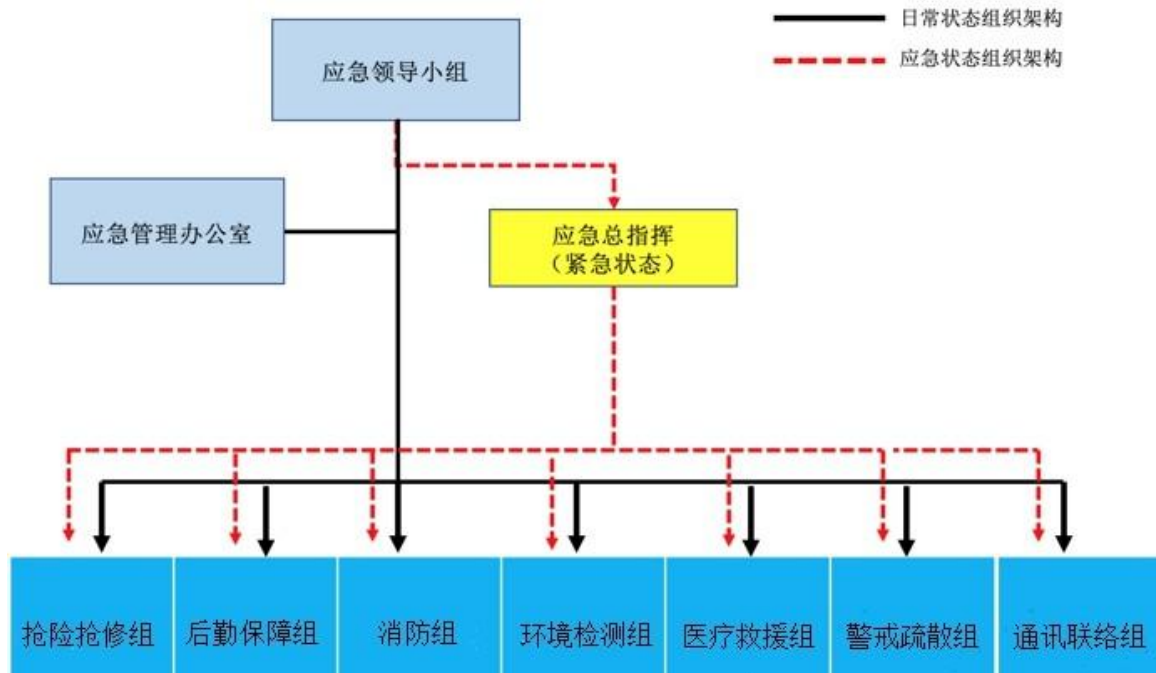 日常状态组织架构
应急状态组织架构
应急领导小组
应急管理办公室
应急总指挥
（紧急状态）
抢险抢修组
后勤保障组
消防组
环境检测组
医疗救援组
警戒疏散组
通讯联络组